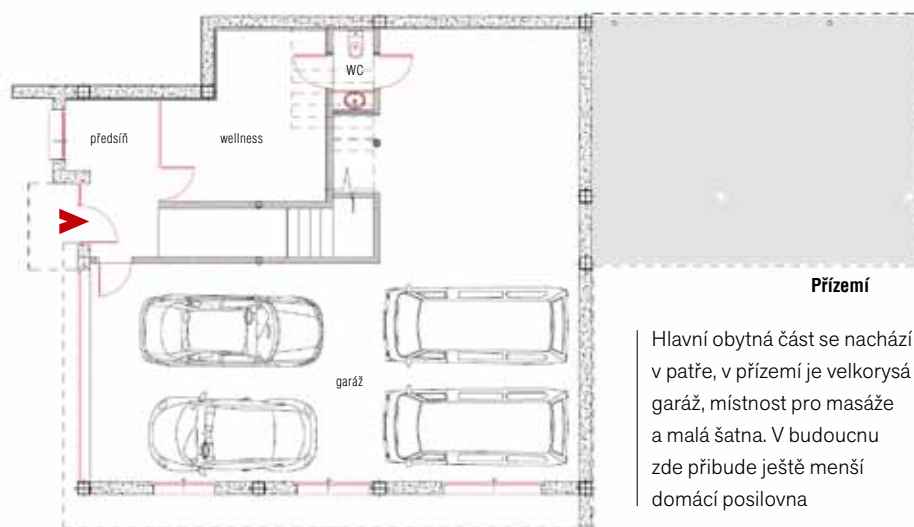 WC
předsíň
wellness
garáž
Přízemí
Hlavní obytná část se nachází
v patře, v přízemí je velkorysá
garáž, místnost pro masáže
a malá šatna. V budoucnu
zde přibude ještě menší
domácí posilovna